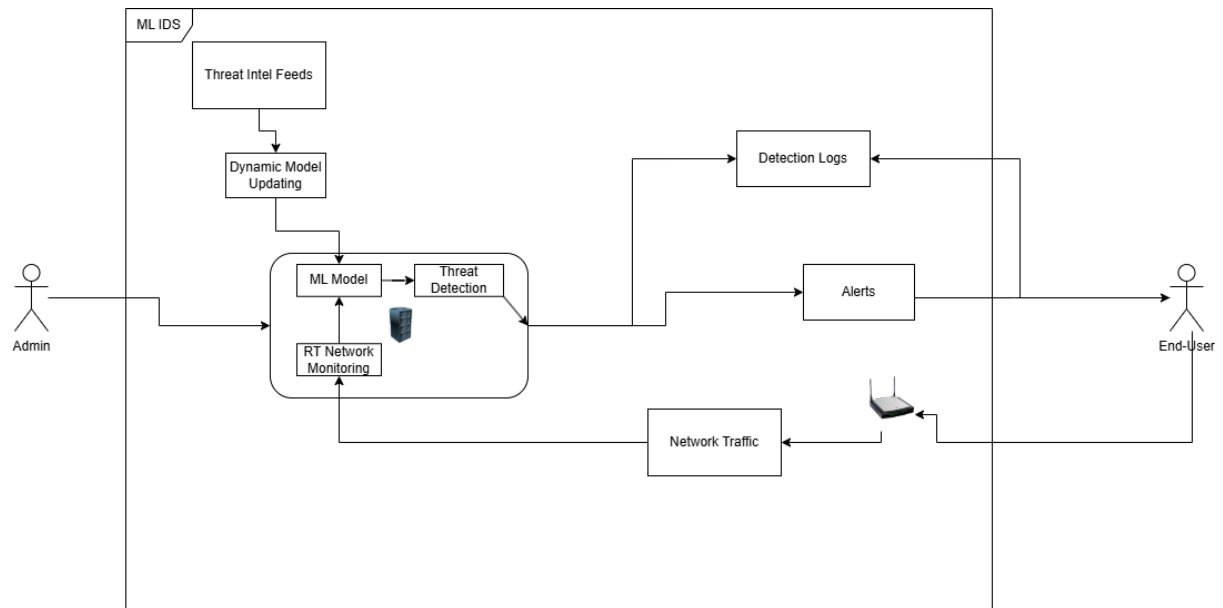 ML IDS
Threat Intel Feeds
Dynamic Model
Updating
Detection Logs
ML Model
Threat
Detection
Alerts
RT Network
Monitoring
Admin
End-User
Network Traffic